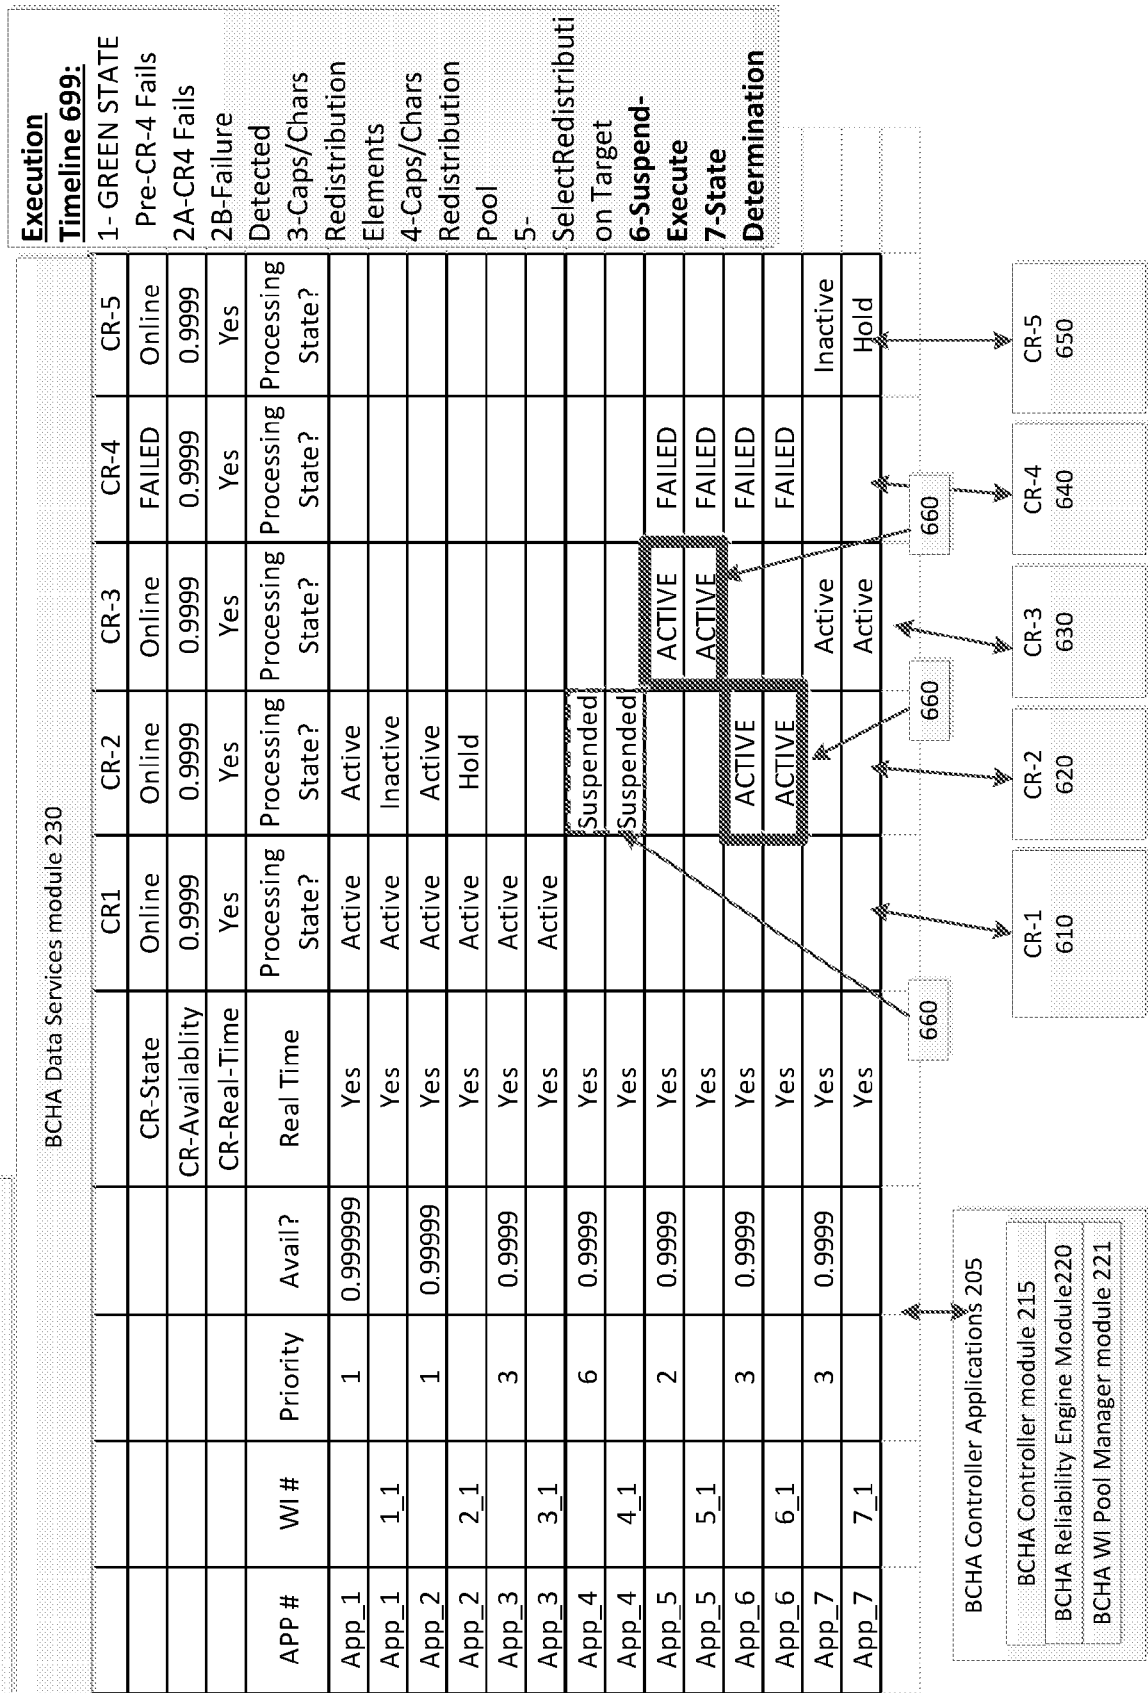 BCHA Data Services module 230
CR1 CR-2 CR-3 CR-4 CR-5
CR-State Online Online Online FAILED Online
CR-Availablity 0.9999 0.9999 0.9999 0.9999 0.9999
CR-Real-Time Yes Yes Yes Yes Yes
APP # WI # Priority Avail? Real Time Processing State? Processing State? Processing State? Processing State? Processing State?
App_1 1 0.999999 Yes Active Active
App_1 1_1 Yes Active Inactive
App_2 1 0.99999 Yes Active Active
App_2 2_1 Yes Active Hold
App_3 3 0.9999 Yes Active
App_3 3_1 Yes Active
App_4 6 0.9999 Yes Suspended
App_4 4_1 Yes Suspended
App_5 2 0.9999 Yes ACTIVE FAILED
App_5 5_1 Yes ACTIVE FAILED
App_6 3 0.9999 Yes ACTIVE FAILED
App_6 6_1 Yes ACTIVE FAILED
App_7 3 0.9999 Yes Active Inactive
App_7 7_1 Yes Active Hold
Execution
Timeline 699:
1- GREEN STATE
Pre-CR-4 Fails
2A-CR4 Fails
2B-Failure
Detected
3-Caps/Chars
Redistribution
Elements
4-Caps/Chars
Redistribution
Pool
5-
SelectRedistributi
on Target
6-Suspend-
Execute
7-State
Determination
660
660
660
BCHA Controller Applications 205
BCHA Controller module 215
BCHA Reliability Engine Module220
BCHA WI Pool Manager module 221
CR-1
610
CR-2
620
CR-3
630
CR-4
640
CR-5
650